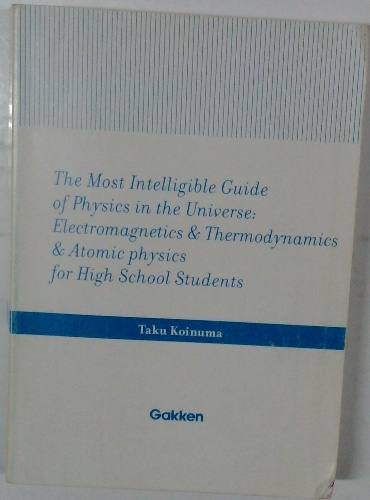 The Most Intelligible Guide
of Physics in the Universe:
Electromagnetics & Thermodynamics
& Atomic physics
for High School Students
Taku Koinuma
Gakken